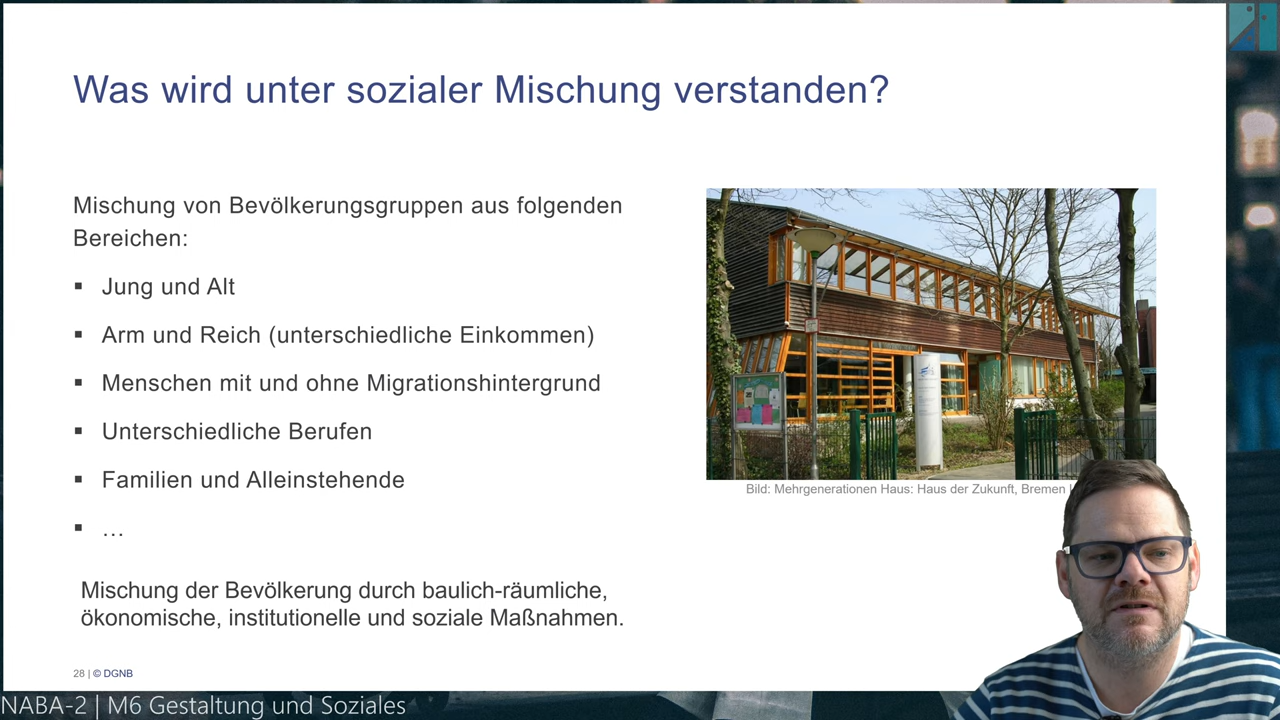 Was wird unter sozialer Mischung verstanden?
Mischung von Bevölkerungsgruppen aus folgenden
Bereichen:
▪ Jung und Alt
▪ Arm und Reich (unterschiedliche Einkommen)
▪ Menschen mit und ohne Migrationshintergrund
▪ Unterschiedliche Berufen
▪ Familien und Alleinstehende
▪ …
Mischung der Bevölkerung durch baulich-räumliche,
ökonomische, institutionelle und soziale Maßnahmen.
Bild: Mehrgenerationen Haus: Haus der Zukunft, Bremen |
28 | © DGNB
NABA-2 | M6 Gestaltung und Soziales